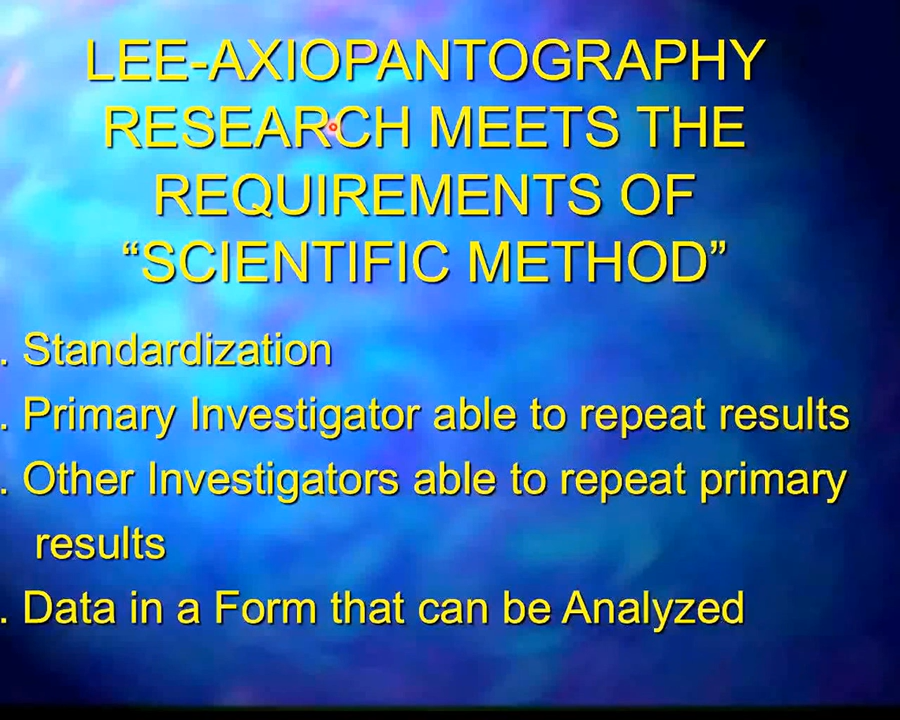 LEE-AXIOPANTOGRAPHY
RESEARCH MEETS THE
REQUIREMENTS OF
“SCIENTIFIC METHOD”
. Standardization
. Primary Investigator able to repeat results
. Other Investigators able to repeat primary
results
. Data in a Form that can be Analyzed